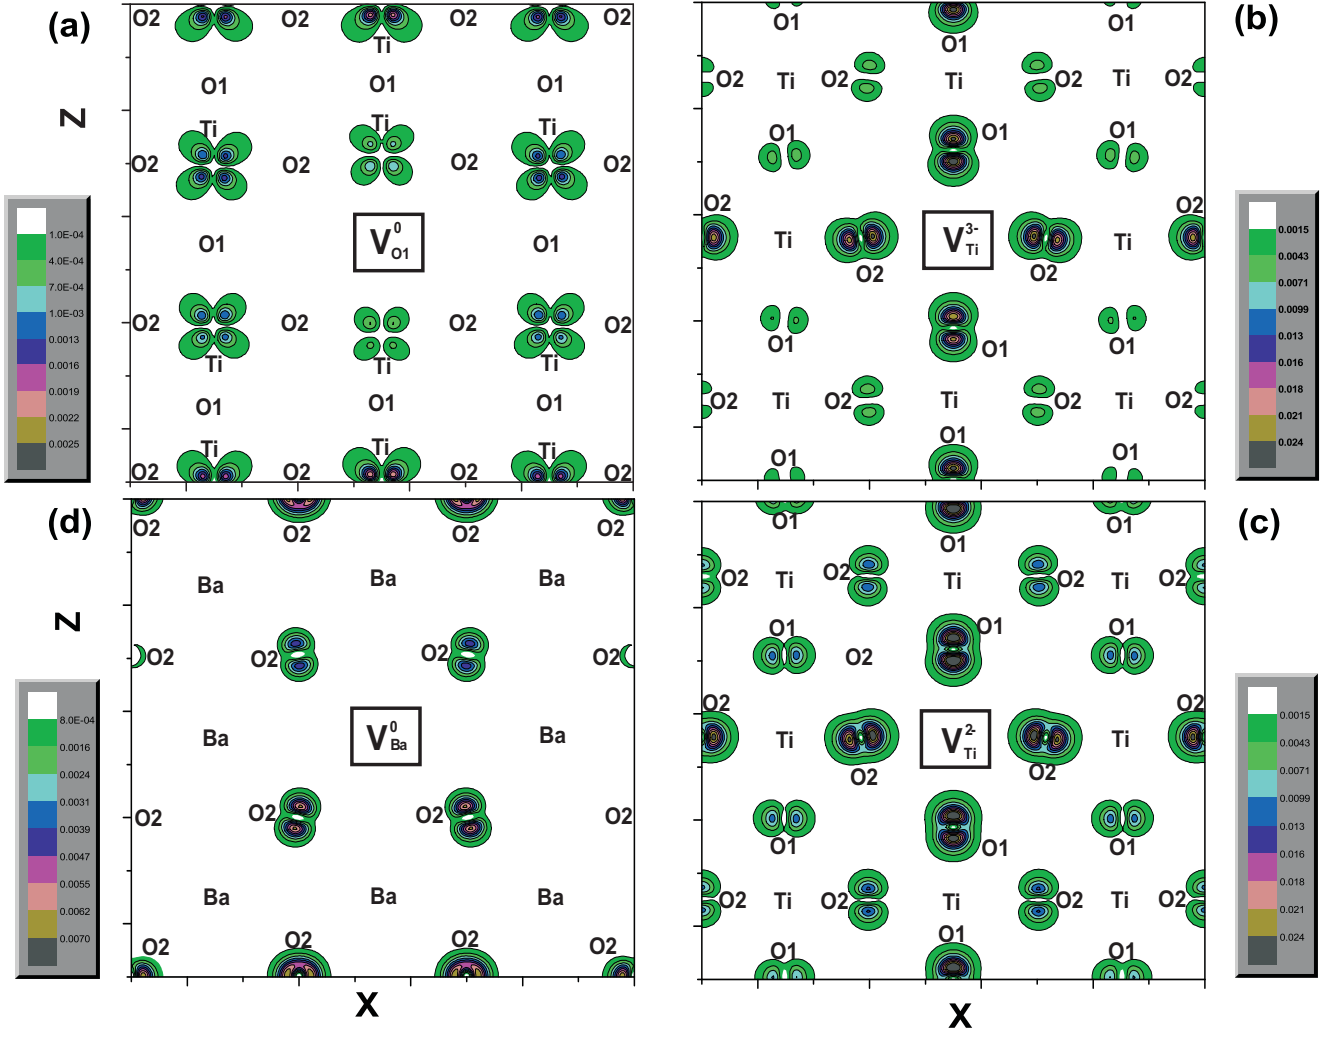 (a)
O2 O2 O2 O2
Ti
O1 O1 O1
Z
Ti Ti Ti
O2 O2 O2 O2
O1 V⁰O1 O1
O2 O2 O2 O2
Ti Ti Ti
O1 O1 O1
Ti Ti Ti
O2 O2 O2 O2
1.0E-04
4.0E-04
7.0E-04
1.0E-03
0.0013
0.0016
0.0019
0.0022
0.0025
(b)
O1 O1 O1
O2 Ti O2 Ti O2 Ti O2
O1 O1 O1
O2 O2
Ti V³⁻Ti Ti
O2 O2
O1 O1 O1
O2 Ti O2 Ti O2 Ti O2
O1 O1 O1
0.0015
0.0043
0.0071
0.0099
0.013
0.016
0.018
0.021
0.024
(d)
O2 O2 O2 O2
Ba Ba Ba
Z
O2 O2 O2 O2
Ba V⁰Ba Ba
O2 O2 O2 O2
Ba Ba Ba
O2 O2 O2 O2
X
8.0E-04
0.0016
0.0024
0.0031
0.0039
0.0047
0.0055
0.0062
0.0070
(c)
O1 O1 O1
O2 Ti O2 Ti O2 Ti O2
O1 O1 O1
O2
O2 O2
Ti V²⁻Ti Ti
O2 O2
O1 O1 O1
O2 Ti O2 Ti O2 Ti O2
O1 O1 O1
X
0.0015
0.0043
0.0071
0.0099
0.013
0.016
0.018
0.021
0.024